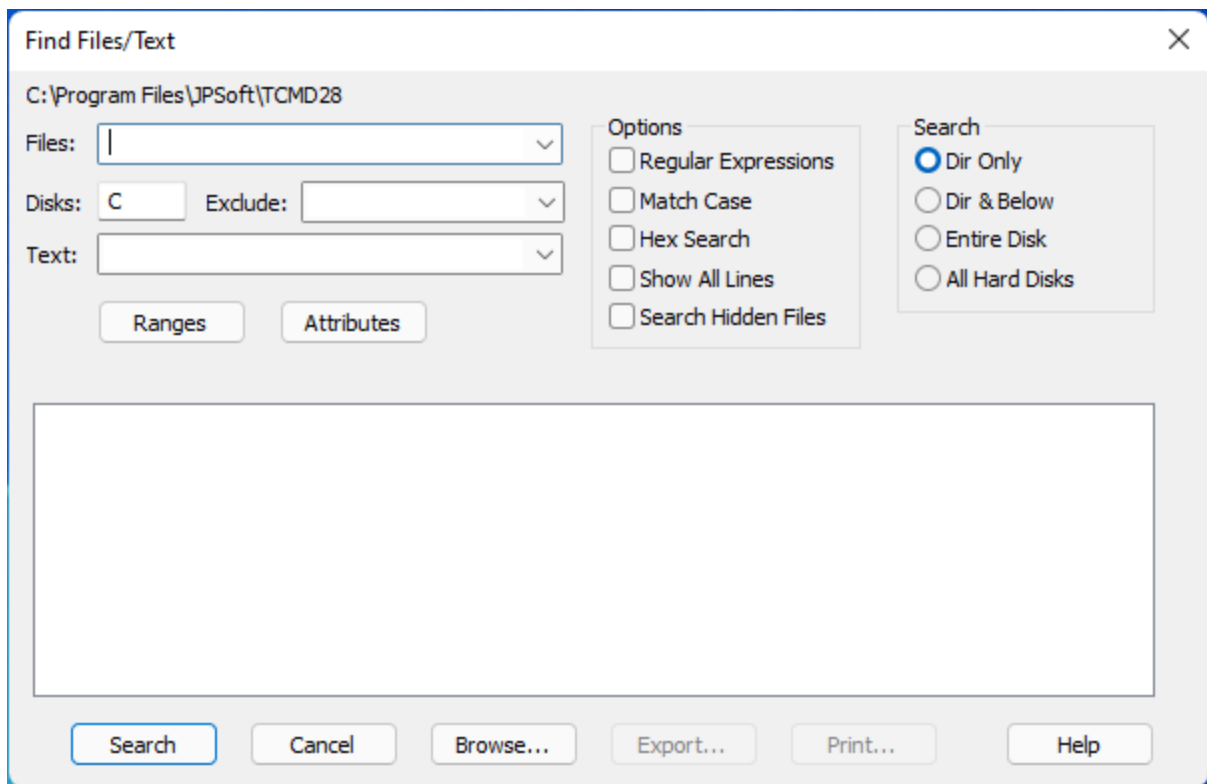 Find Files/Text
C:\Program Files\JPSoft\TCMD28
Files:
Disks: C Exclude:
Text:
Ranges Attributes
Options
Regular Expressions
Match Case
Hex Search
Show All Lines
Search Hidden Files
Search
Dir Only
Dir & Below
Entire Disk
All Hard Disks
Search Cancel Browse... Export... Print... Help